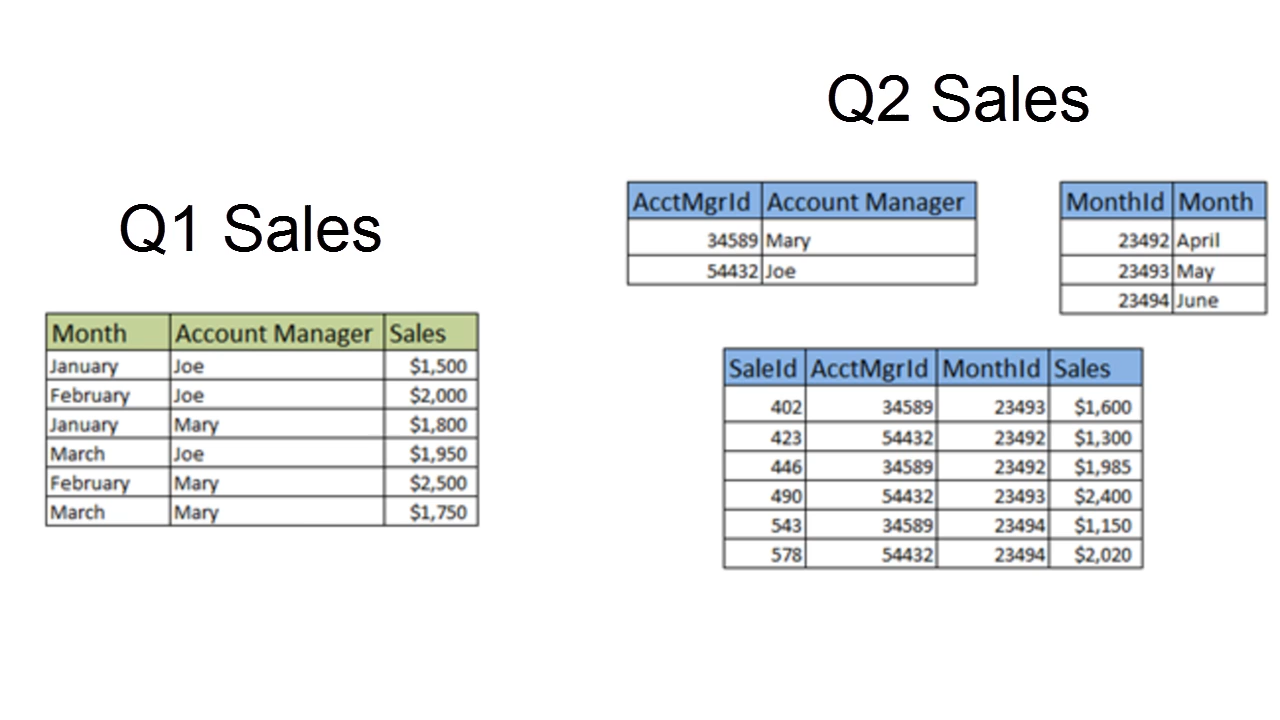 Q1 Sales
Month Account Manager Sales
January Joe $1,500
February Joe $2,000
January Mary $1,800
March Joe $1,950
February Mary $2,500
March Mary $1,750
Q2 Sales
AcctMgrId Account Manager
34589 Mary
54432 Joe
MonthId Month
23492 April
23493 May
23494 June
SaleId AcctMgrId MonthId Sales
402 34589 23493 $1,600
423 54432 23492 $1,300
446 34589 23492 $1,985
490 54432 23493 $2,400
543 34589 23494 $1,150
578 54432 23494 $2,020